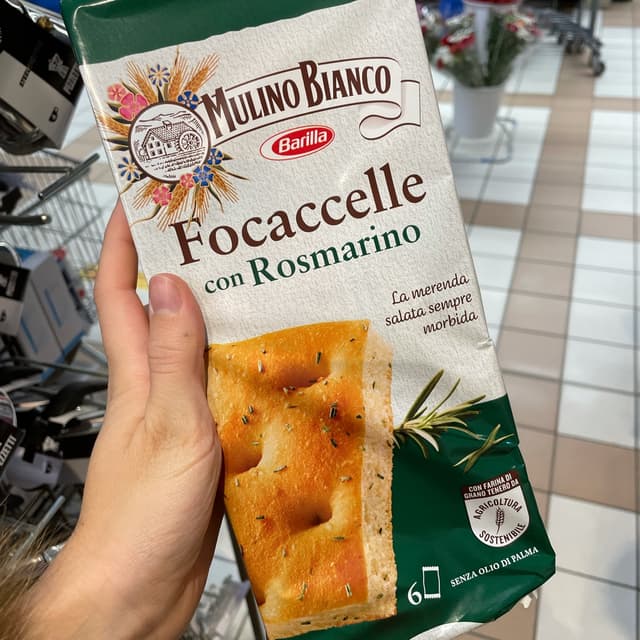 MULINO BIANCO
Barilla
Focaccelle
con Rosmarino
La merenda
salata sempre
morbida
CON FARINA DI
GRANO TENERO DA
AGRICOLTURA
SOSTENIBILE
6
SENZA OLIO DI PALMA